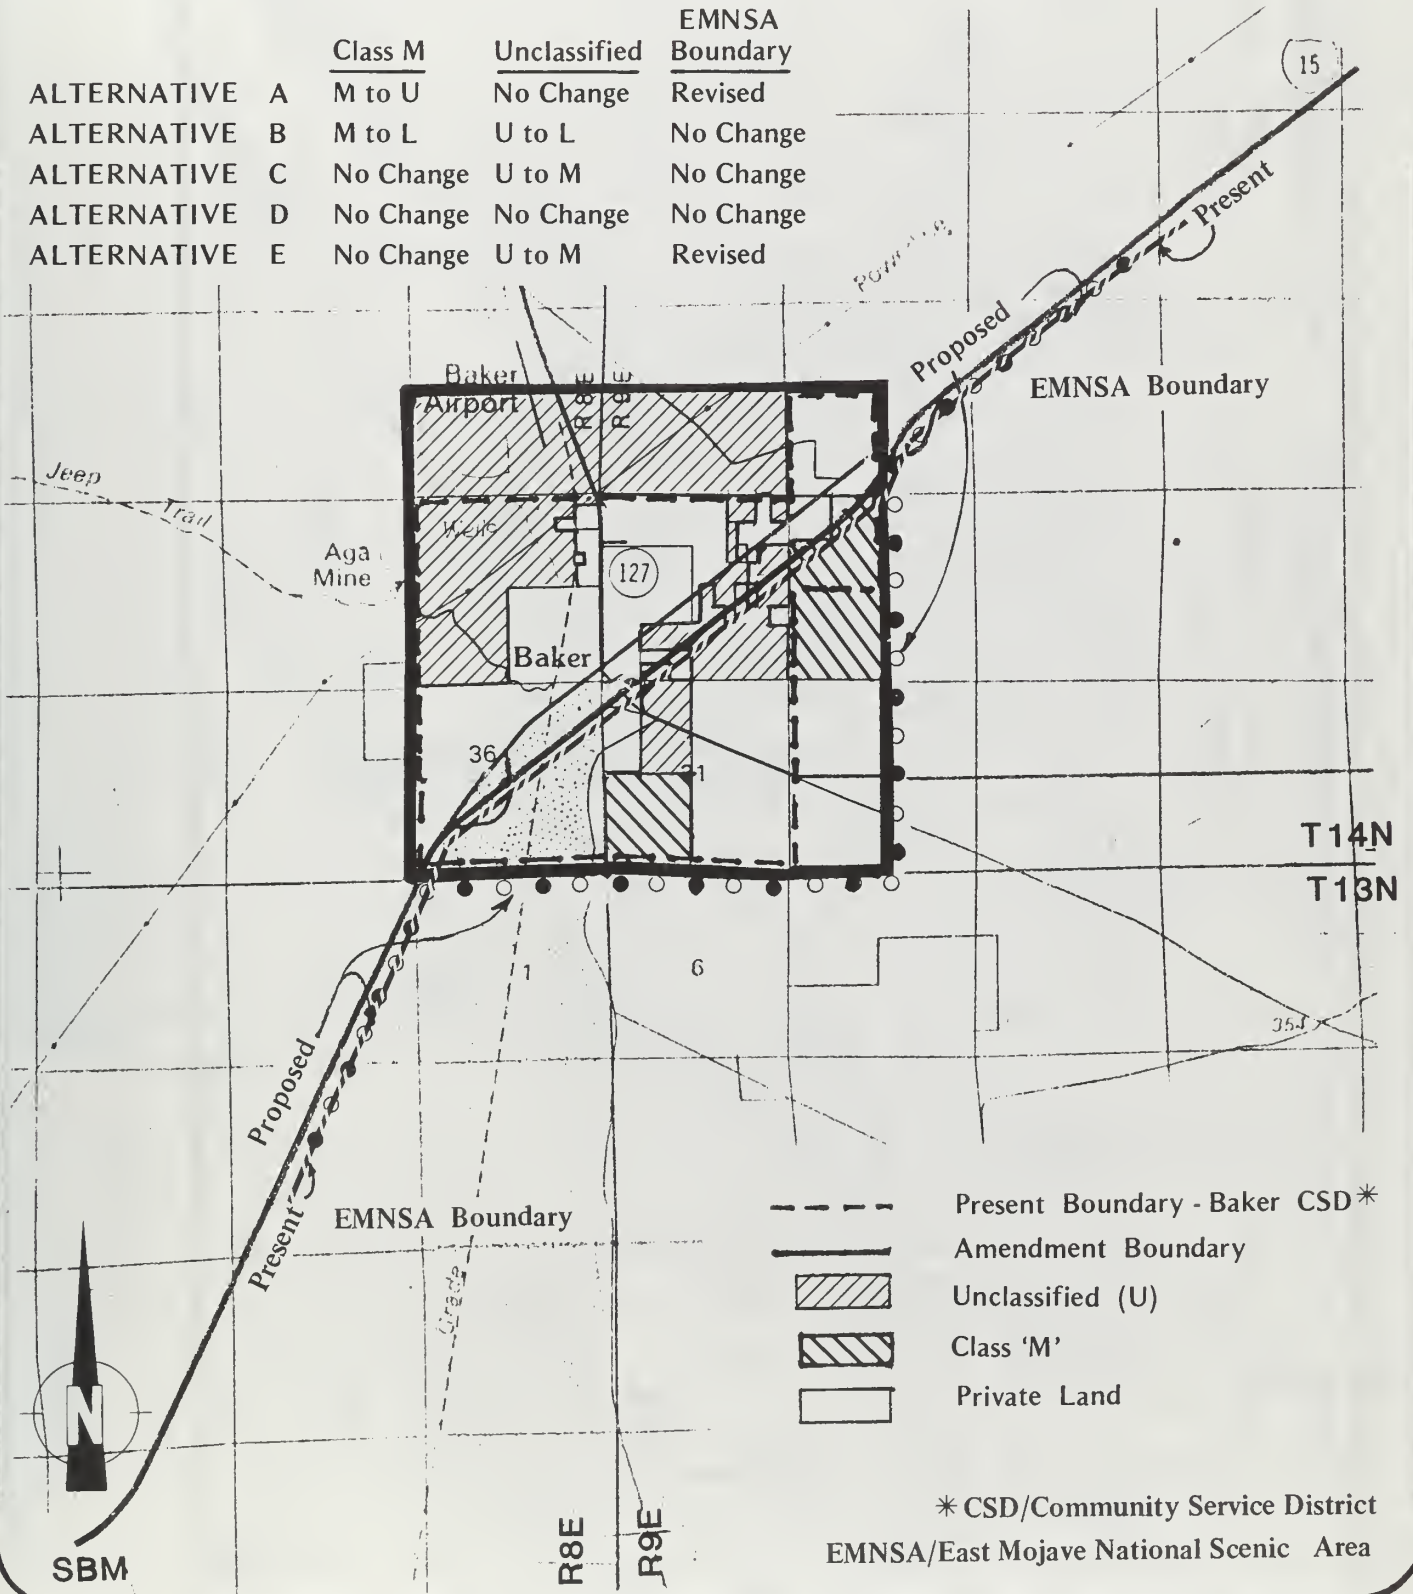 EMNSA
Class M Unclassified Boundary
ALTERNATIVE A M to U No Change Revised
ALTERNATIVE B M to L U to L No Change
ALTERNATIVE C No Change U to M No Change
ALTERNATIVE D No Change No Change No Change
ALTERNATIVE E No Change U to M Revised
15
Present
Proposed
EMNSA Boundary
Baker
Airport
R8E
R9E
Jeep
Trail
Wells
Aga
Mine
127
Baker
36
31
T14N
T13N
1
6
354
Proposed
Present
EMNSA Boundary
Grade
Present Boundary - Baker CSD*
Amendment Boundary
Unclassified (U)
Class 'M'
Private Land
N
* CSD/Community Service District
EMNSA/East Mojave National Scenic Area
SBM
R8E
R9E